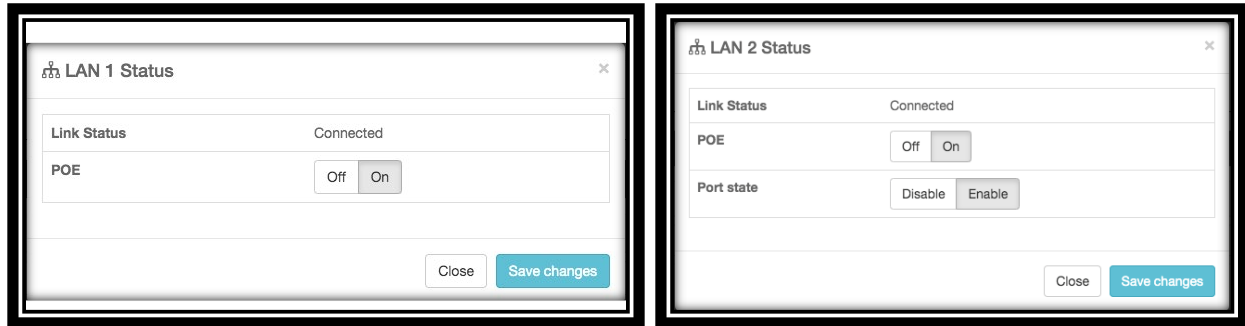 LAN 1 Status ×
Link Status Connected
POE Off On
Close Save changes
LAN 2 Status ×
Link Status Connected
POE Off On
Port state Disable Enable
Close Save changes